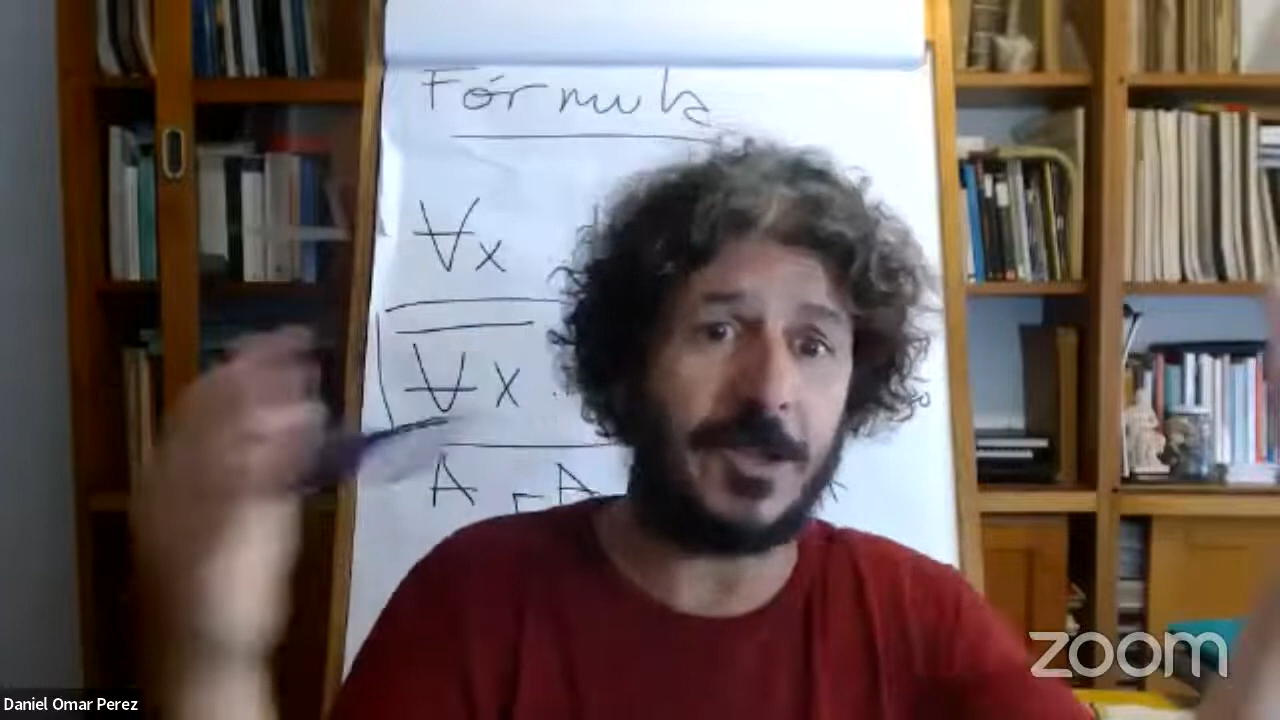 Fórmula
∀x
∀x
A ¬A
zoom
Daniel Omar Perez